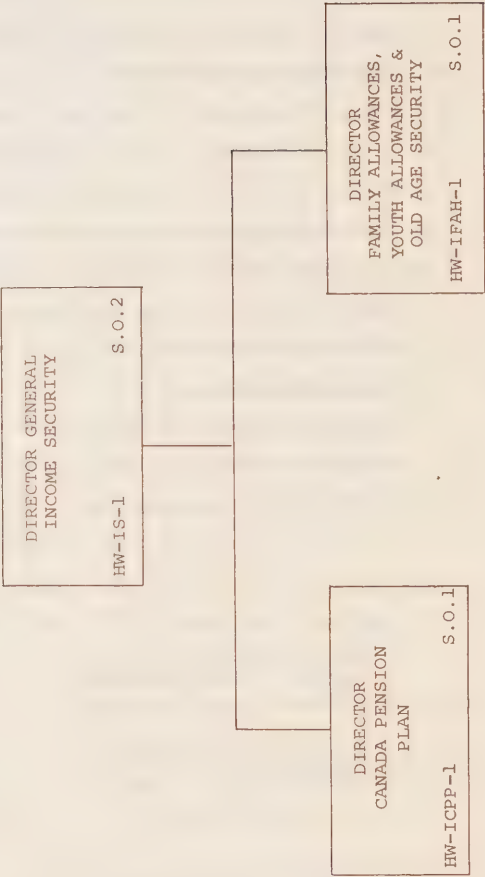 DIRECTOR GENERAL
INCOME SECURITY
HW-IS-1 S.O.2
DIRECTOR
CANADA PENSION
PLAN
HW-ICPP-1 S.O.1
DIRECTOR
FAMILY ALLOWANCES,
YOUTH ALLOWANCES &
OLD AGE SECURITY
HW-IFAH-1 S.O.1